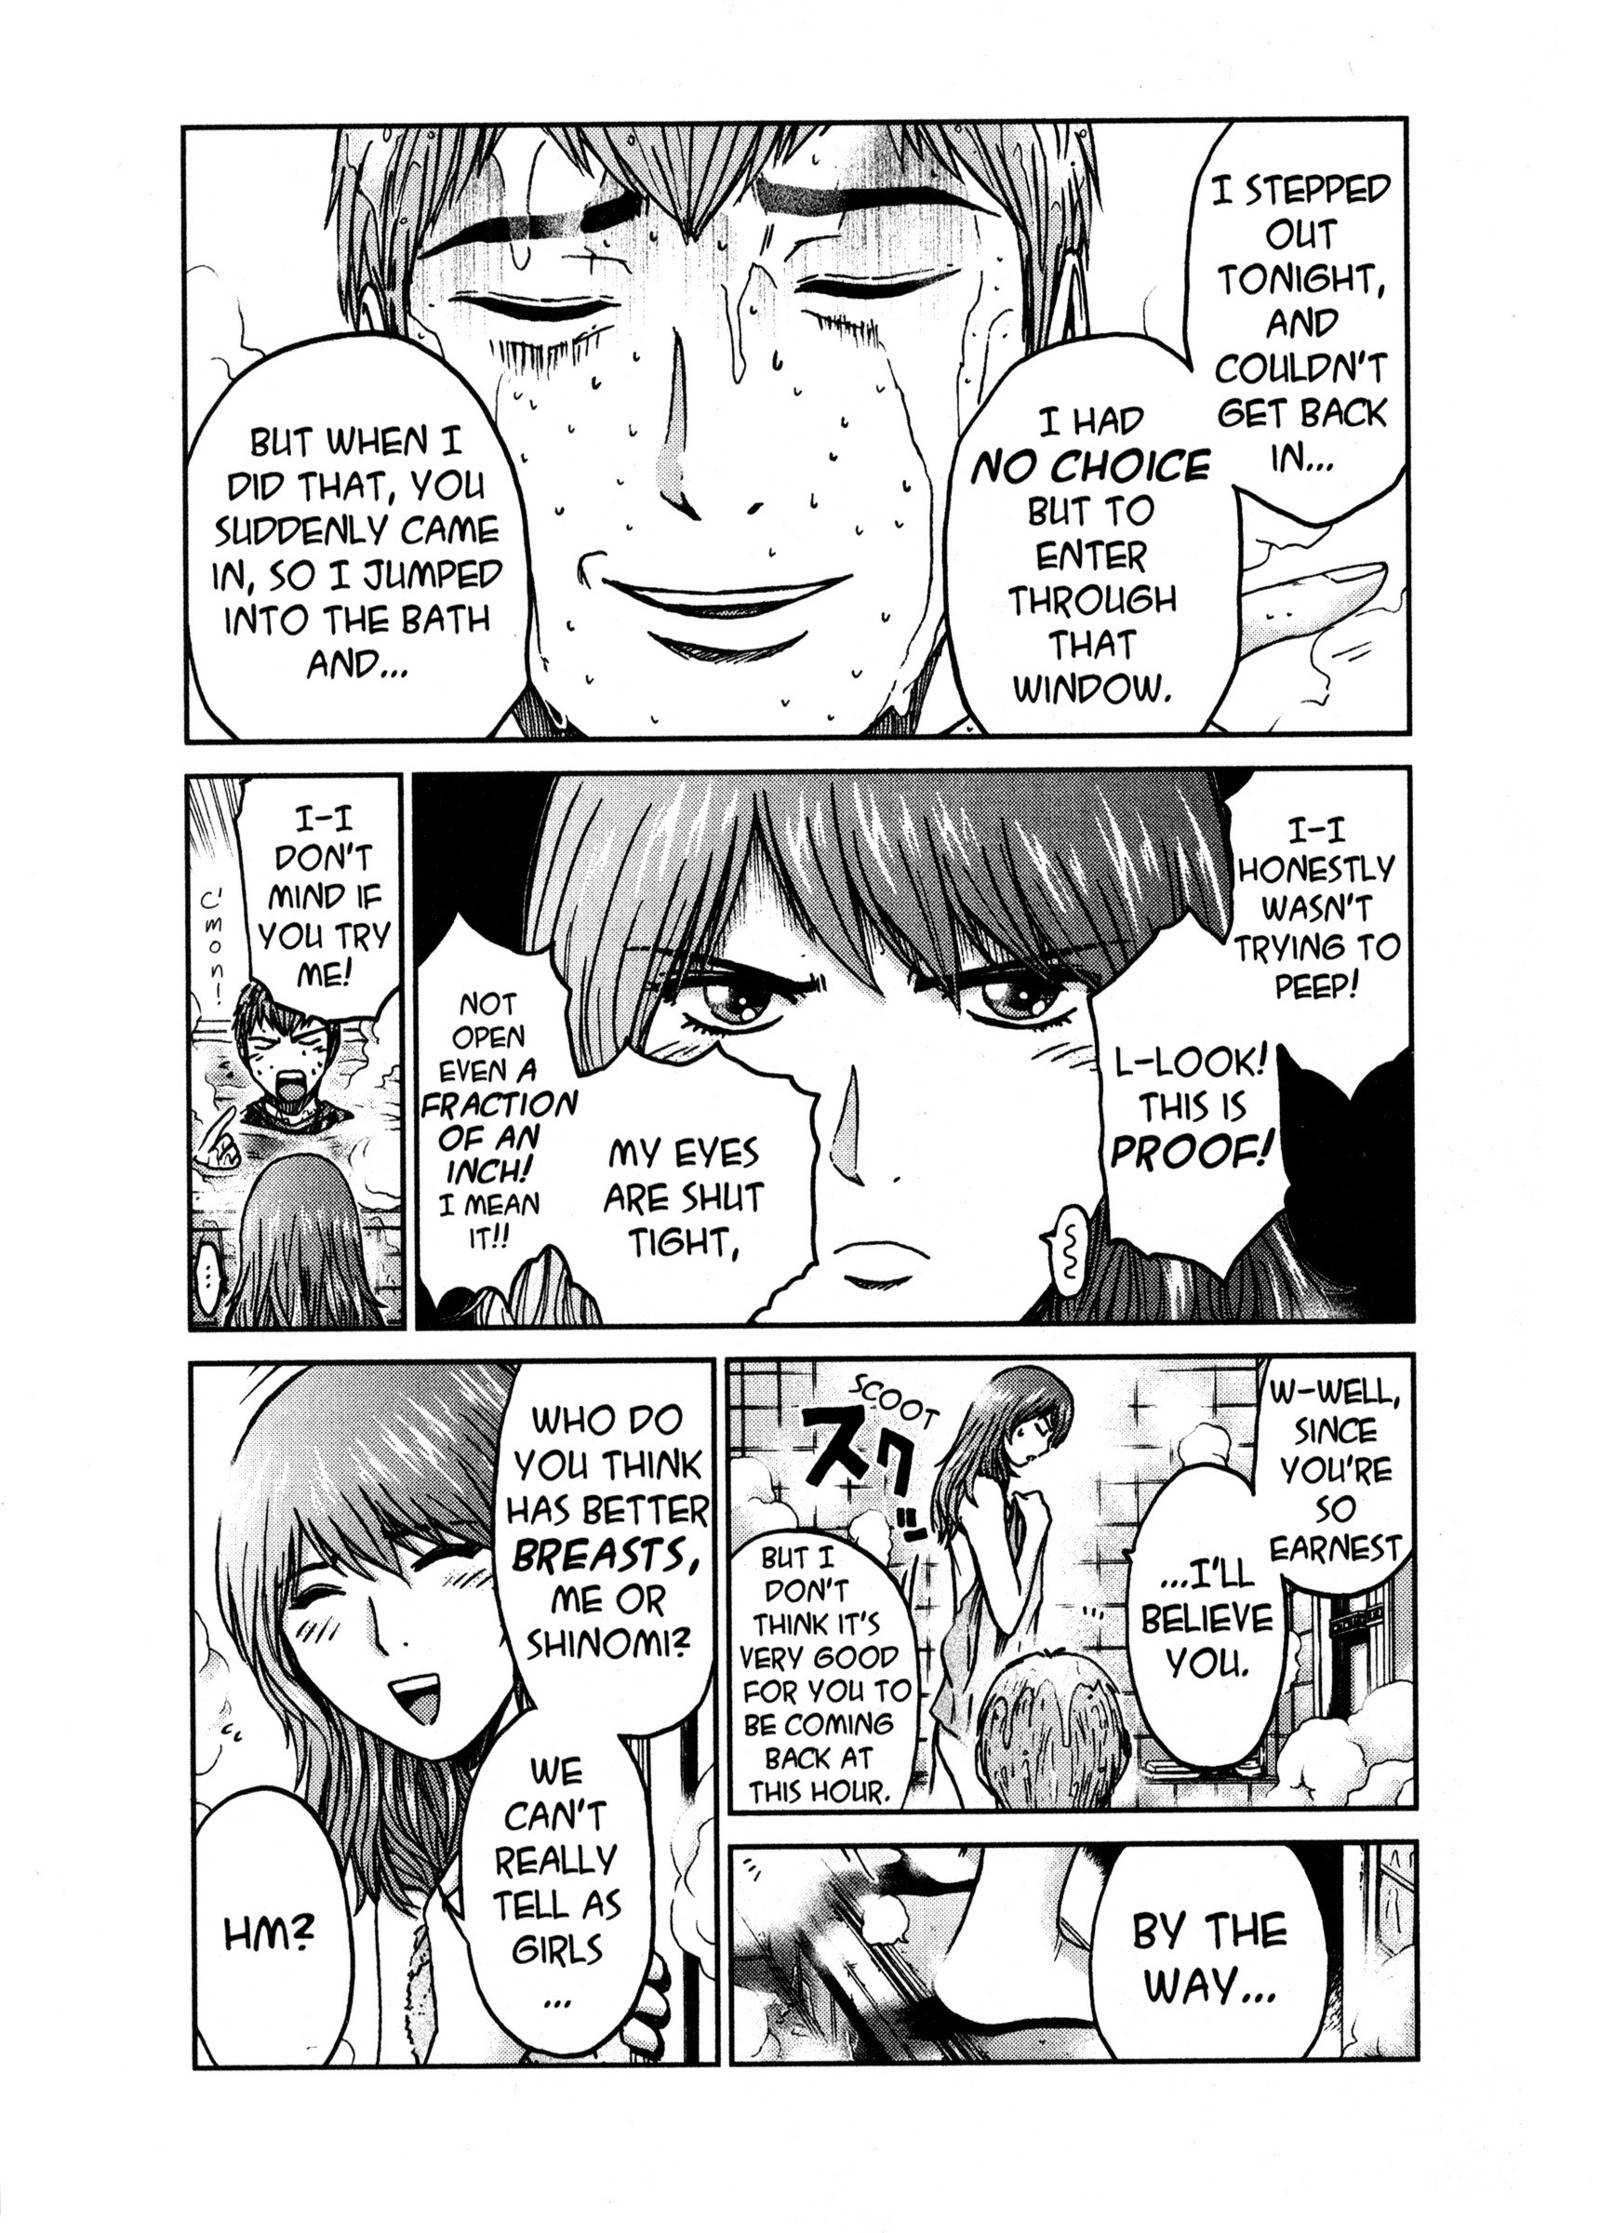 I STEPPED
OUT
TONIGHT,
AND
COULDN'T
GET BACK
IN...
I HAD
NO CHOICE
BUT TO
ENTER
THROUGH
THAT
WINDOW.
BUT WHEN I
DID THAT, YOU
SUDDENLY CAME
IN, SO I JUMPED
INTO THE BATH
AND...
I-I
HONESTLY
WASN'T
TRYING TO
PEEP!
L-LOOK!
THIS IS
PROOF!
MY EYES
ARE SHUT
TIGHT,
NOT
OPEN
EVEN A
FRACTION
OF AN
INCH!
I MEAN
IT!!
I-I
DON'T
MIND IF
YOU TRY
ME!
C'mon!
...
W-WELL,
SINCE
YOU'RE
SO
EARNEST
...I'LL
BELIEVE
YOU.
SCOOT
スクッ
BUT I
DON'T
THINK IT'S
VERY GOOD
FOR YOU TO
BE COMING
BACK AT
THIS HOUR.
BY THE
WAY...
WHO DO
YOU THINK
HAS BETTER
BREASTS,
ME OR
SHINOMI?
WE
CAN'T
REALLY
TELL AS
GIRLS
...
HM?